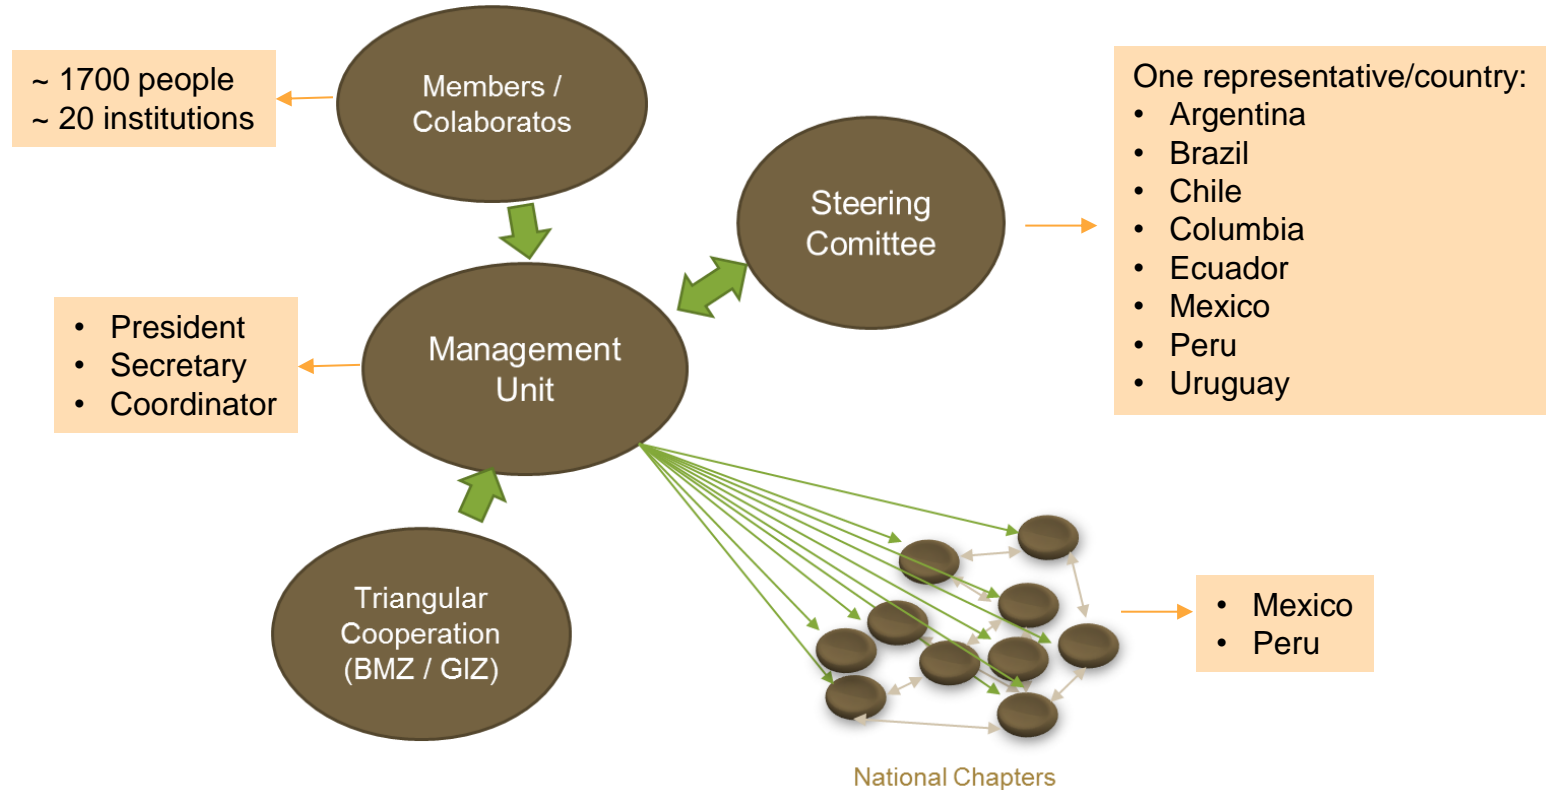 ~ 1700 people
~ 20 institutions
Members /
Colaboratos
Steering
Comittee
One representative/country:
• Argentina
• Brazil
• Chile
• Columbia
• Ecuador
• Mexico
• Peru
• Uruguay
• President
• Secretary
• Coordinator
Management
Unit
Triangular
Cooperation
(BMZ / GIZ)
• Mexico
• Peru
National Chapters